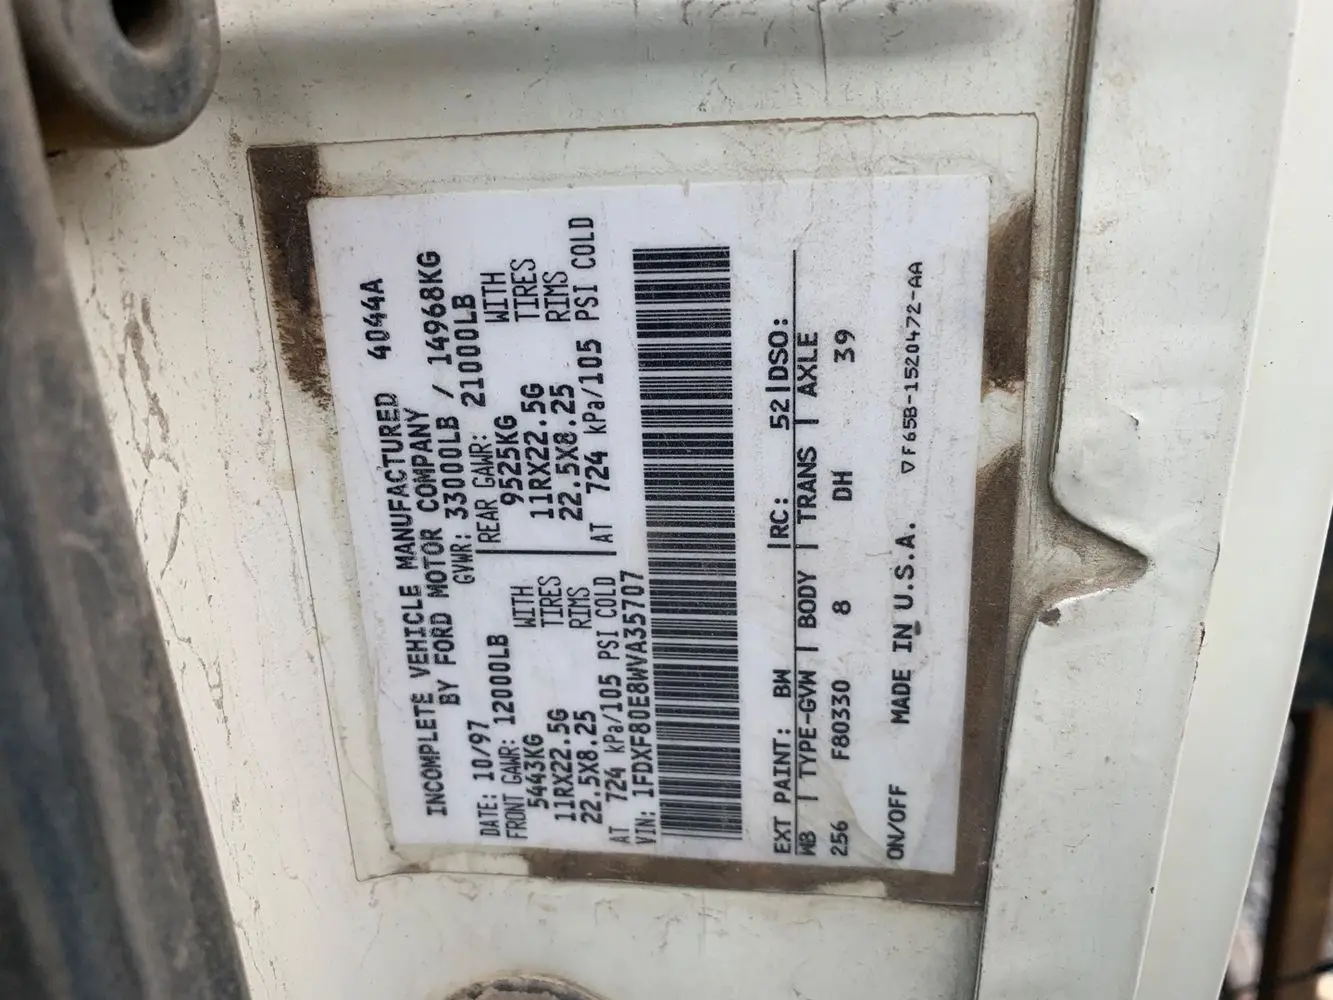 4044A
INCOMPLETE VEHICLE MANUFACTURED
BY FORD MOTOR COMPANY
GVWR: 33000LB / 14968KG
DATE: 10/97
FRONT GAWR: 12000LB
5443KG WITH
11RX22.5G TIRES
22.5X8.25 RIMS
AT 724 kPa/105 PSI COLD
REAR GAWR: 21000LB
9525KG WITH
11RX22.5G TIRES
22.5X8.25 RIMS
AT 724 kPa/105 PSI COLD
VIN: 1FDXF80E8WVA35707
EXT PAINT: BW RC: 52 DSO:
WB TYPE-GVW BODY TRANS AXLE
256 F80330 8 DH 39
ON/OFF MADE IN U.S.A. ▽F65B-1520472-AA